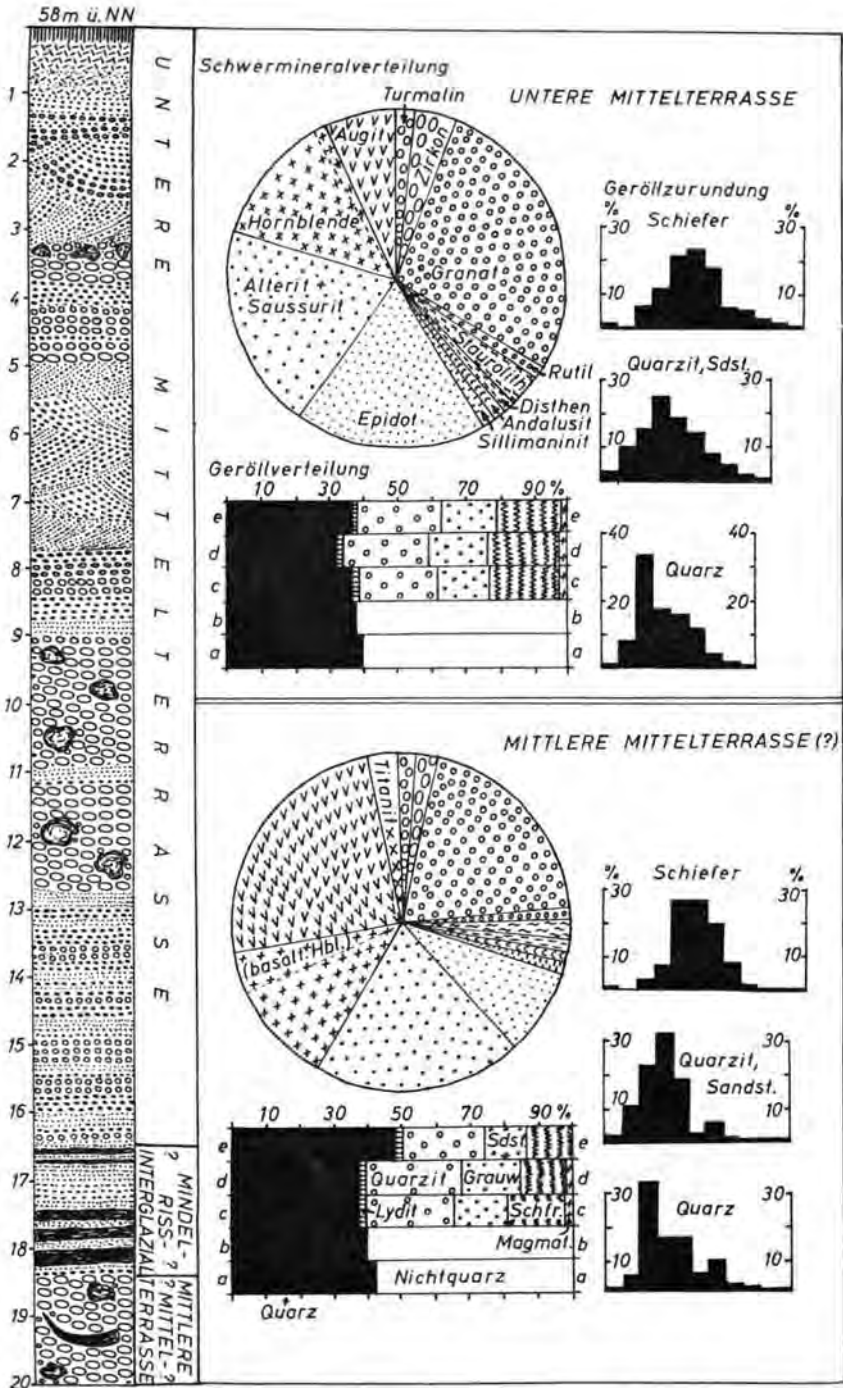 58m ü. NN
1
2
3
4
5
6
7
8
9
10
11
12
13
14
15
16
17
18
19
20
UNTERE MITTELTERRASSE
? MINDEL-
RISS- ?
INTERGLAZIAL
? MITTLERE
? MITTEL- ?
TERRASSE
Schwermineralverteilung
UNTERE MITTELTERRASSE
Turmalin
Zirkon
Augit
Hornblende
Granat
Alterit +
Saussurit
Staurolith
Rutil
Disthen
Andalusit
Sillimaninit
Epidot
Geröllzurundung
% Schiefer %
30 30
10 10
Quarzit, Sdst.
30 30
10 10
Quarz
40 40
20 20
Geröllverteilung
10 30 50 70 90 %
e e
d d
c c
b b
a a
MITTLERE MITTELTERRASSE (?)
Titanit
(basalt. Hbl.)
% Schiefer %
30 30
10 10
Quarzit,
Sandst.
30 30
10 10
Quarz
30 30
10 10
10 30 50 70 90 %
e Sdst. e
d Quarzit Grauw. d
c Lydit Schfr. c
b Magmat. b
a Nichtquarz a
Quarz